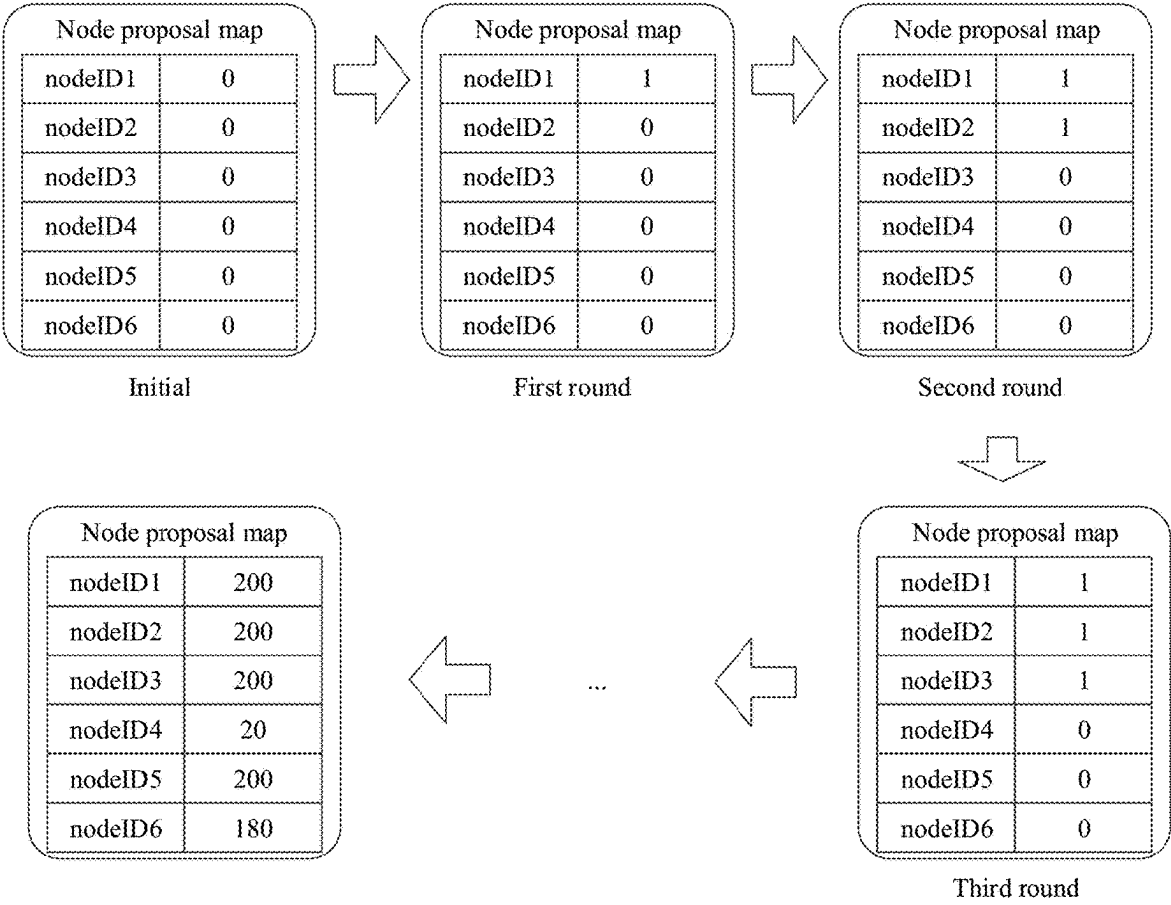 Node proposal map
nodeID1 0
nodeID2 0
nodeID3 0
nodeID4 0
nodeID5 0
nodeID6 0
Initial
Node proposal map
nodeID1 1
nodeID2 0
nodeID3 0
nodeID4 0
nodeID5 0
nodeID6 0
First round
Node proposal map
nodeID1 1
nodeID2 1
nodeID3 0
nodeID4 0
nodeID5 0
nodeID6 0
Second round
Node proposal map
nodeID1 1
nodeID2 1
nodeID3 1
nodeID4 0
nodeID5 0
nodeID6 0
Third round
...
Node proposal map
nodeID1 200
nodeID2 200
nodeID3 200
nodeID4 20
nodeID5 200
nodeID6 180